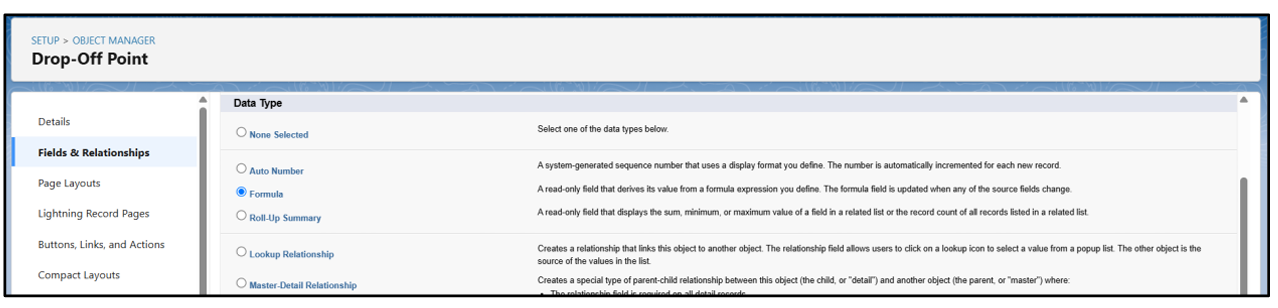 SETUP > OBJECT MANAGER
Drop-Off Point
Details
Fields & Relationships
Page Layouts
Lightning Record Pages
Buttons, Links, and Actions
Compact Layouts
Data Type
None Selected
Select one of the data types below.
Auto Number
A system-generated sequence number that uses a display format you define. The number is automatically incremented for each new record.
Formula
A read-only field that derives its value from a formula expression you define. The formula field is updated when any of the source fields change.
Roll-Up Summary
A read-only field that displays the sum, minimum, or maximum value of a field in a related list or the record count of all records listed in a related list.
Lookup Relationship
Creates a relationship that links this object to another object. The relationship field allows users to click on a lookup icon to select a value from a popup list. The other object is the
source of the values in the list.
Master-Detail Relationship
Creates a special type of parent-child relationship between this object (the child, or "detail") and another object (the parent, or "master") where:
• The relationship field is required on all detail records.